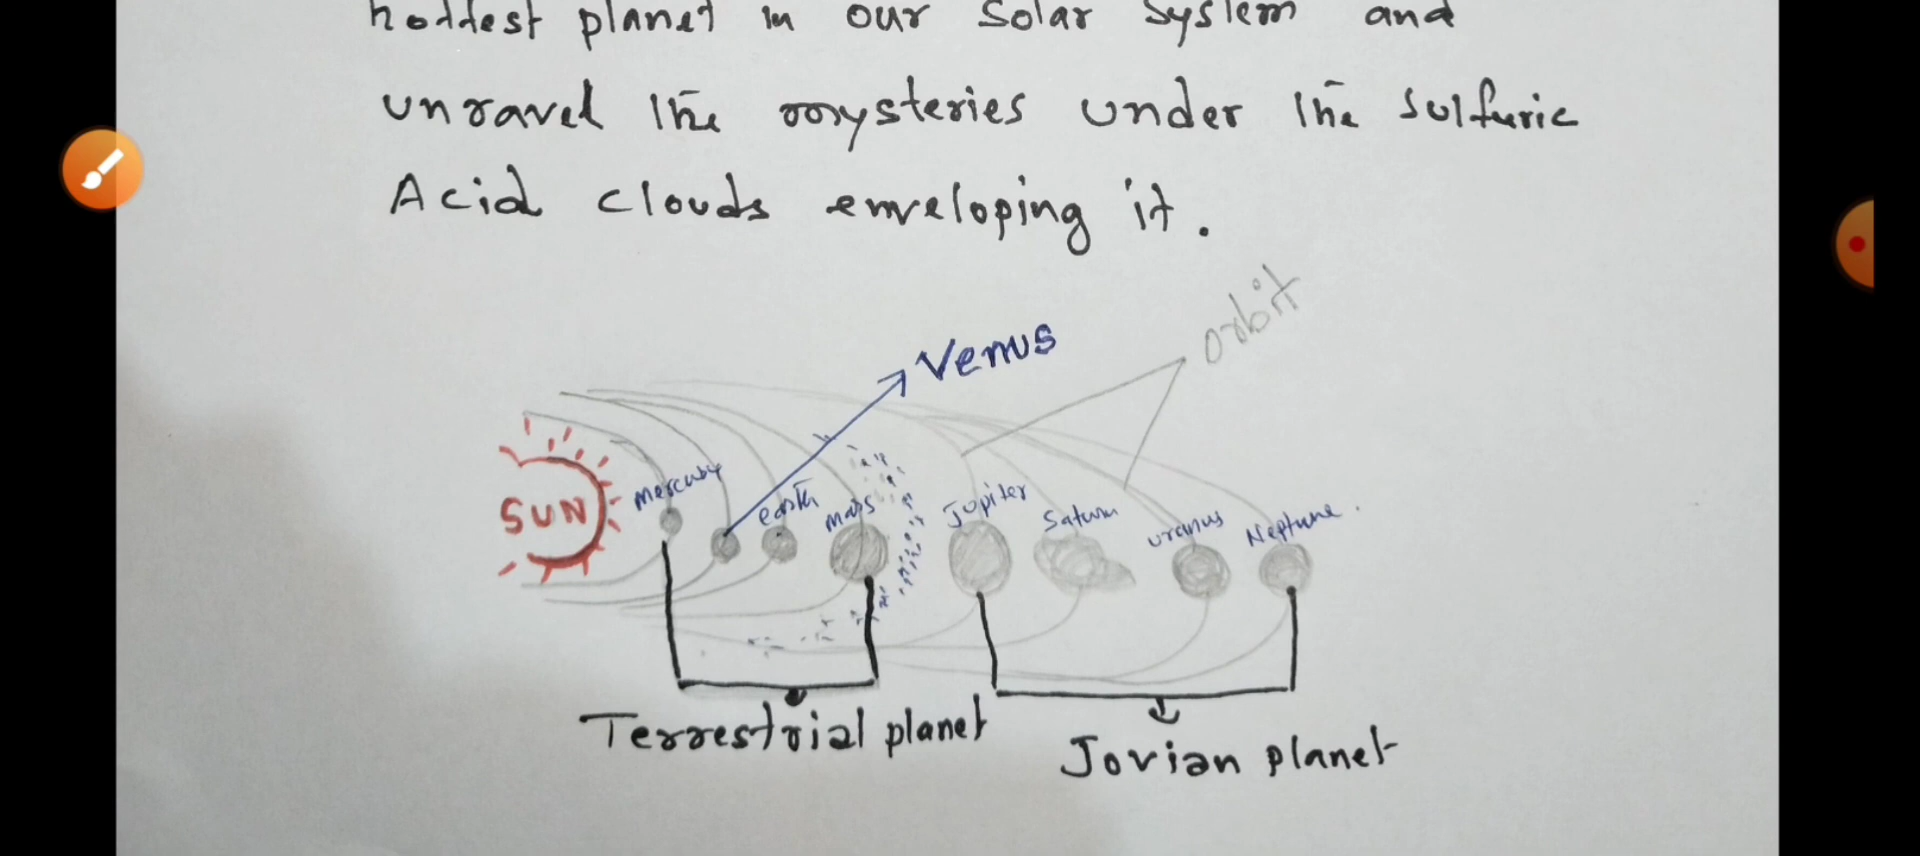 hottest planet in our Solar System and
unravel the mysteries under the sulfuric
Acid clouds enveloping it.
orbit
Venus
SUN
mercury
earth
mars
Jupiter
Saturn
uranus
Neptune.
Terrestrial planet
Jovian planet